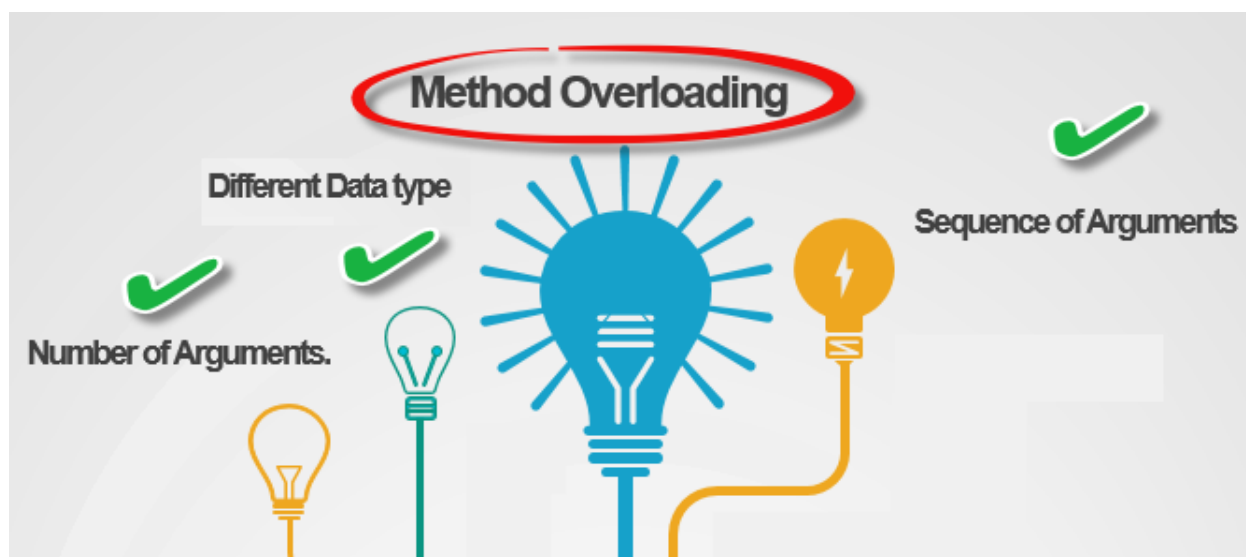 Method Overloading
Different Data type
Sequence of Arguments
Number of Arguments.